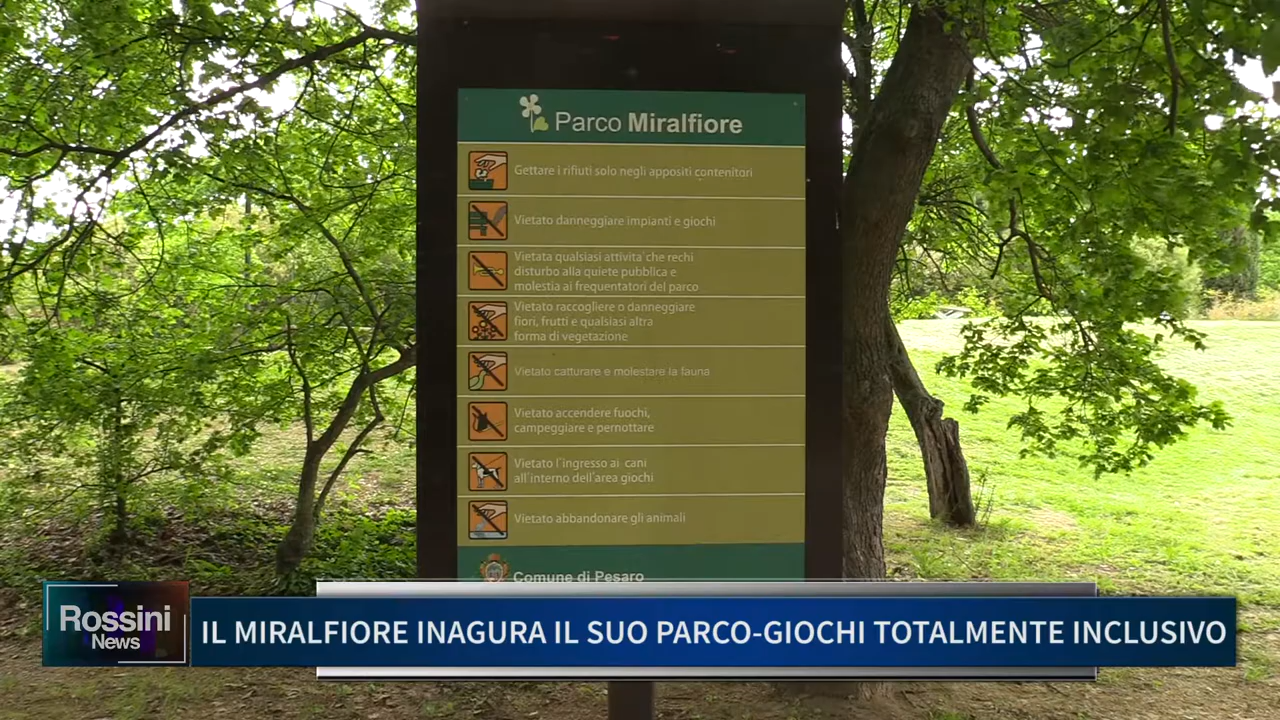 Parco Miralfiore
Gettare i rifiuti solo negli appositi contenitori
Vietato danneggiare impianti e giochi
Vietata qualsiasi attivita' che rechi
disturbo alla quiete pubblica e
molestia ai frequentatori del parco
Vietato raccogliere o danneggiare
fiori, frutti e qualsiasi altra
forma di vegetazione
Vietato catturare e molestare la fauna
Vietato accendere fuochi,
campeggiare e pernottare
Vietato l'ingresso ai cani
all'interno dell'area giochi
Vietato abbandonare gli animali
Comune di Pesaro
Rossini
News
IL MIRALFIORE INAGURA IL SUO PARCO-GIOCHI TOTALMENTE INCLUSIVO